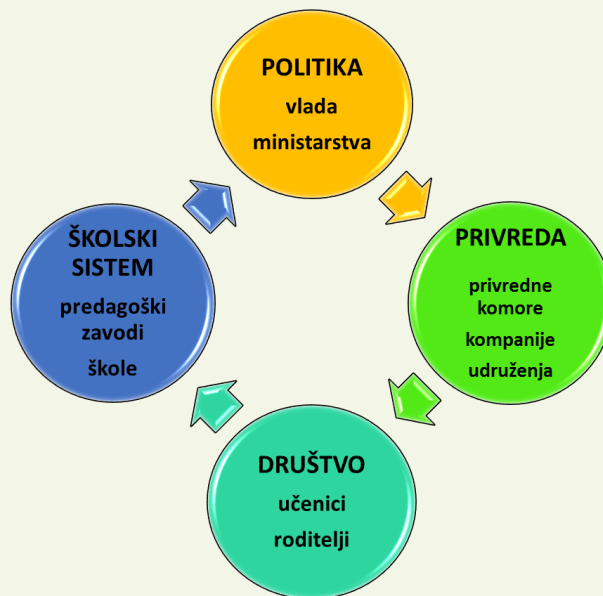 POLITIKA
vlada
ministarstva
PRIVREDA
privredne
komore
kompanije
udruženja
DRUŠTVO
učenici
roditelji
ŠKOLSKI
SISTEM
predagoški
zavodi
škole